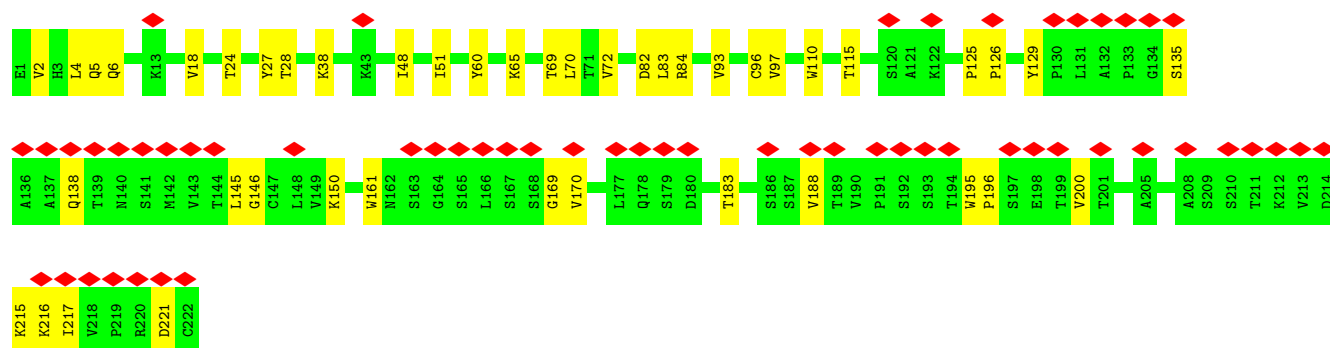 E1 V2 H3 L4 Q5 Q6 K13 V18 T24 Y27 T28 K38 K43 I48 I51 Y60 K65 T69 L70 T71 V72 D82 L83 R84 V93 C96 V97 W110 T115 S120 A121 K122 P125 P126 Y129 P130 L131 A132 P133 G134 S135
A136 A137 Q138 T139 N140 S141 M142 V143 T144 L145 G146 C147 L148 V149 K150 W161 N162 S163 G164 S165 L166 S167 S168 G169 V170 L177 Q178 S179 D180 T183 S186 S187 V188 T189 V190 P191 S192 S193 T194 W195 P196 S197 E198 T199 V200 T201 A205 A208 S209 S210 T211 K212 V213 D214
K215 K216 I217 V218 P219 R220 D221 C222